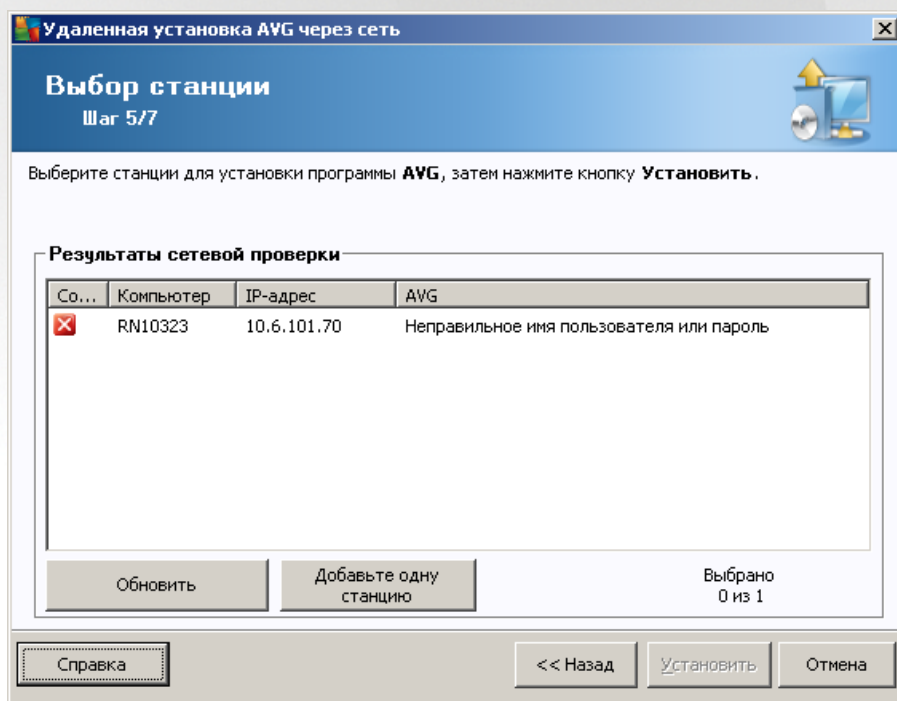 Удаленная установка AVG через сеть
Выбор станции
Шаг 5/7
Выберите станции для установки программы AVG, затем нажмите кнопку Установить.
Результаты сетевой проверки
Со... Компьютер IP-адрес AVG
RN10323 10.6.101.70 Неправильное имя пользователя или пароль
Обновить
Добавьте одну
станцию
Выбрано
0 из 1
Справка
<< Назад
Установить
Отмена